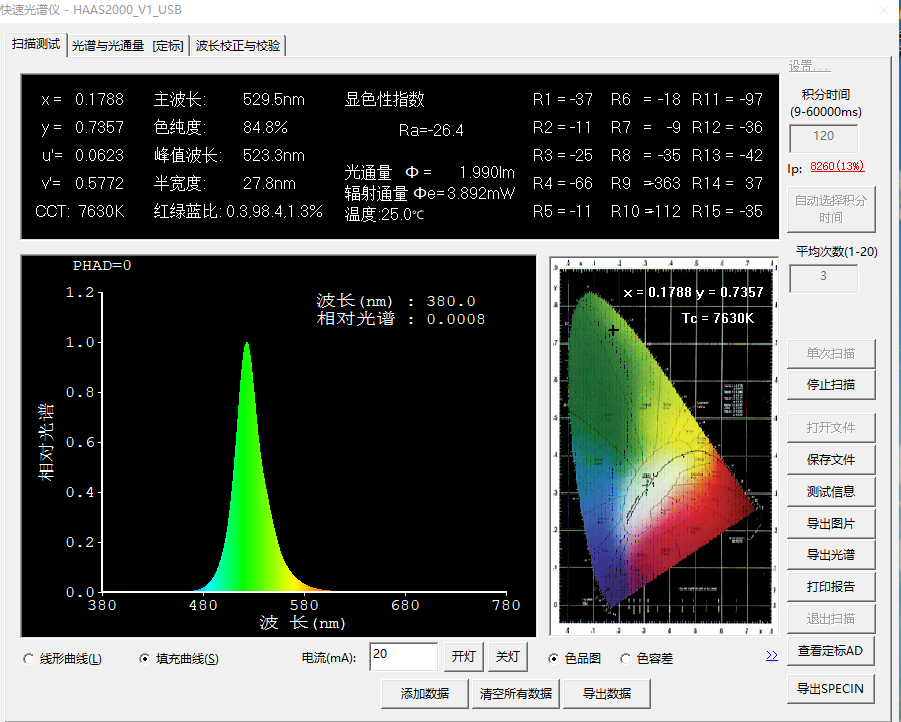 快速光谱仪 - HAAS2000_V1_USB
扫描测试 光谱与光通量 [定标] 波长校正与校验
x = 0.1788 主波长: 529.5nm 显色性指数 R1 = -37 R6 = -18 R11 = -97
y = 0.7357 色纯度: 84.8% Ra=-26.4 R2 = -11 R7 = -9 R12 = -36
u'= 0.0623 峰值波长: 523.3nm R3 = -25 R8 = -35 R13 = -42
v'= 0.5772 半宽度: 27.8nm 光通量 Φ = 1.990lm R4 = -66 R9 =-363 R14 = 37
辐射通量 Φe=3.892mW
CCT: 7630K 红绿蓝比: 0.3,98.4,1.3% 温度:25.0℃ R5 = -11 R10 =-112 R15 = -35
设置...
积分时间
(9-60000ms)
120
Ip: 8260(13%)
自动选择积分
时间
平均次数(1-20)
3
PHAD=0
波长(nm) : 380.0
相对光谱 : 0.0008
1.2
1.0
0.8
0.6
0.4
0.2
0.0
相对光谱
380 480 580 680 780
波 长(nm)
x = 0.1788 y = 0.7357
Tc = 7630K
单次扫描
停止扫描
打开文件
保存文件
测试信息
导出图片
导出光谱
打印报告
退出扫描
查看定标AD
导出SPECIN
线形曲线(L) 填充曲线(S) 电流(mA): 20 开灯 关灯 色品图 色容差 >>
添加数据 清空所有数据 导出数据